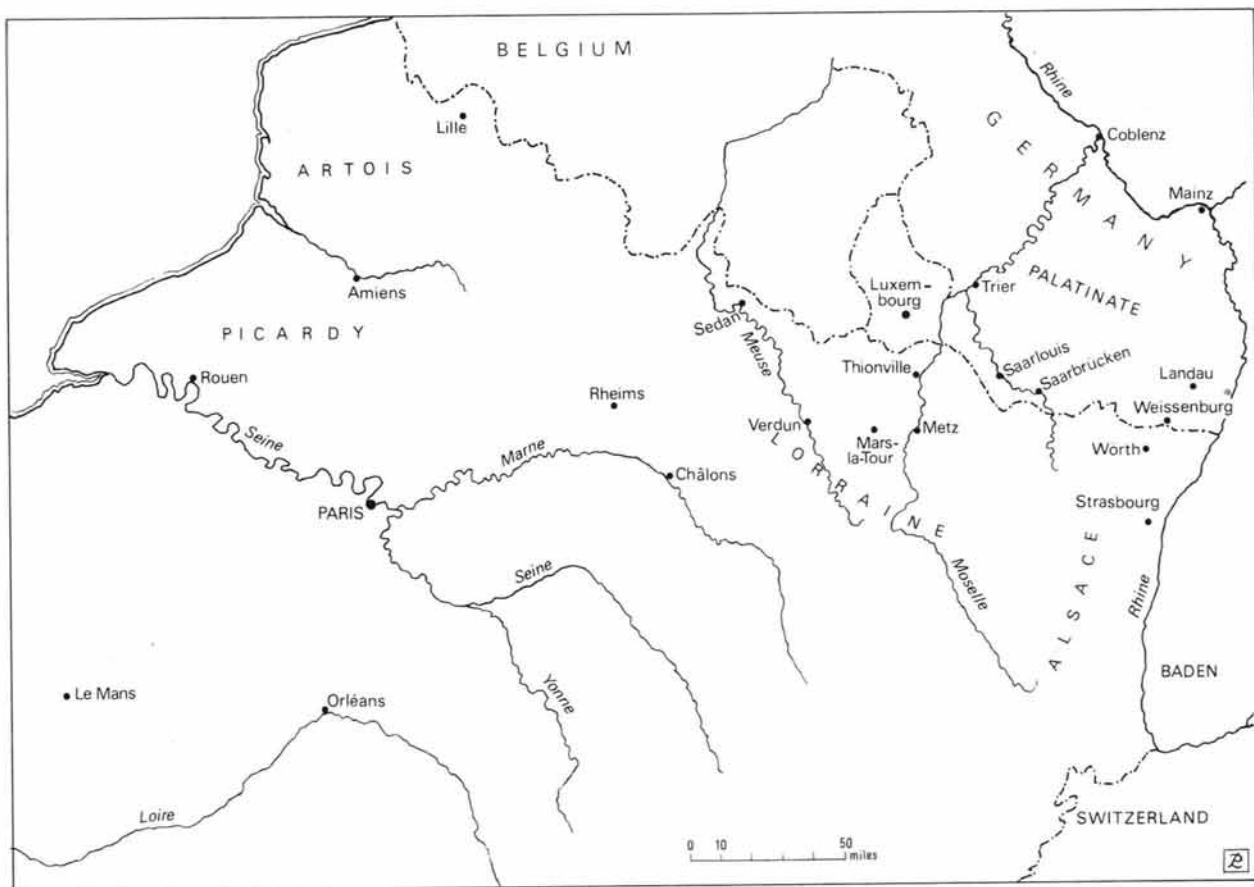 BELGIUM
Rhine
Lille
GERMANY
Coblenz
ARTOIS
Mainz
Amiens
Luxem-
bourg
Trier
PALATINATE
PICARDY
Sedan
Meuse
Rouen
Thionville
Saarlouis
Saarbrücken
Landau
Rheims
Weissenburg
Seine
Verdun
Mars-
la-Tour
Metz
Wörth
LORRAINE
Marne
Châlons
PARIS
Strasbourg
Seine
Moselle
ALSACE
Rhine
Le Mans
Orléans
Yonne
BADEN
Loire
SWITZERLAND
0 10 50
miles